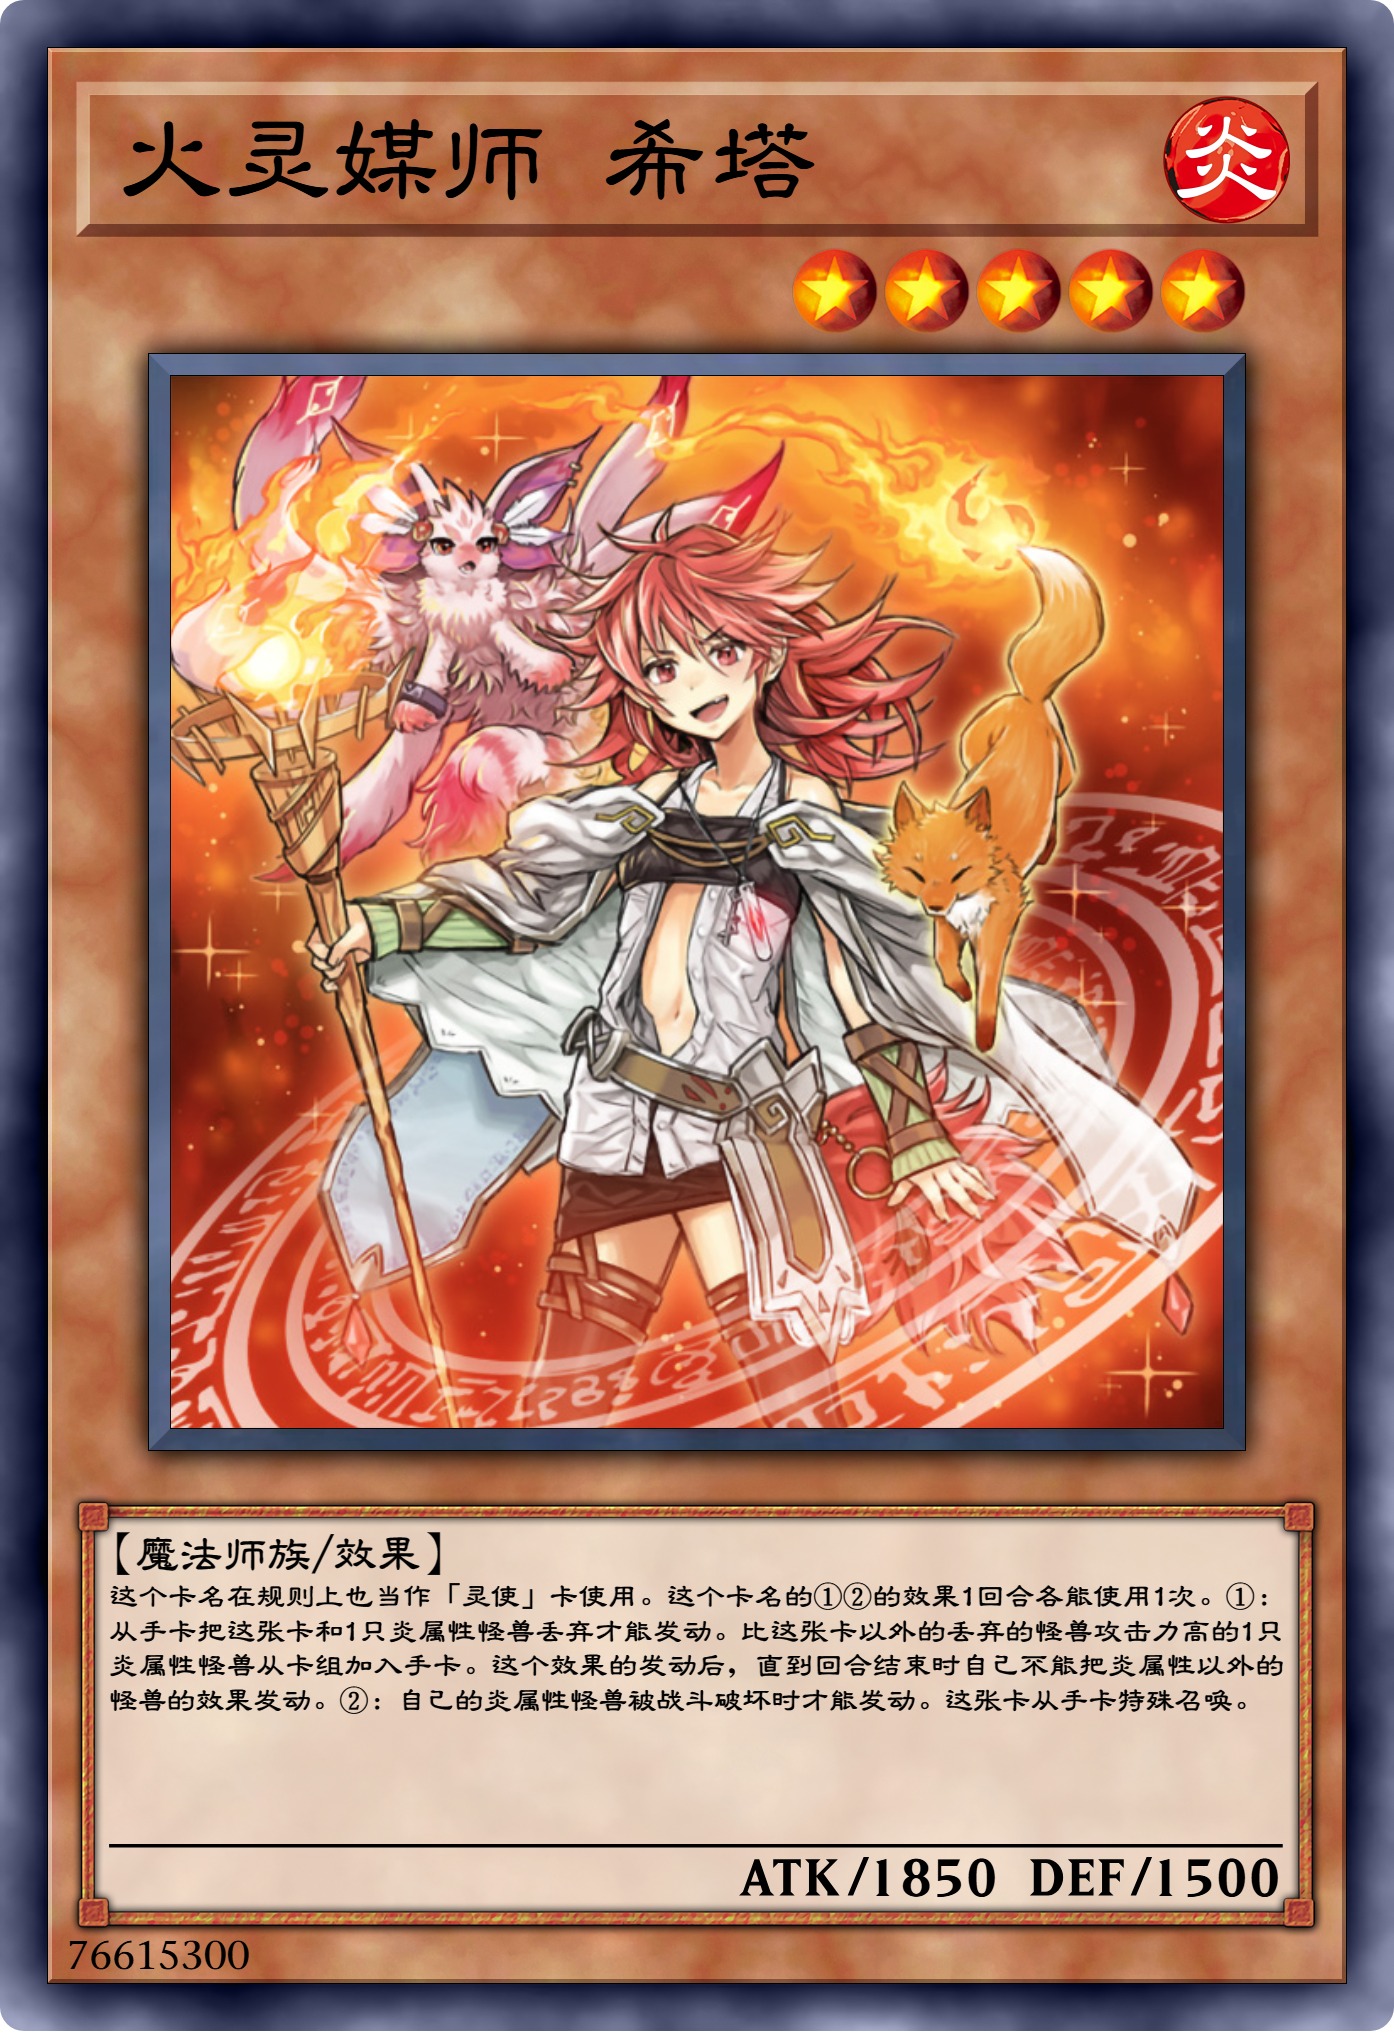 火灵媒师 希塔
炎
【魔法师族/效果】
这个卡名在规则上也当作「灵使」卡使用。这个卡名的①②的效果1回合各能使用1次。①：
从手卡把这张卡和1只炎属性怪兽丢弃才能发动。比这张卡以外的丢弃的怪兽攻击力高的1只
炎属性怪兽从卡组加入手卡。这个效果的发动后，直到回合结束时自己不能把炎属性以外的
怪兽的效果发动。②：自己的炎属性怪兽被战斗破坏时才能发动。这张卡从手卡特殊召唤。
ATK/1850 DEF/1500
76615300